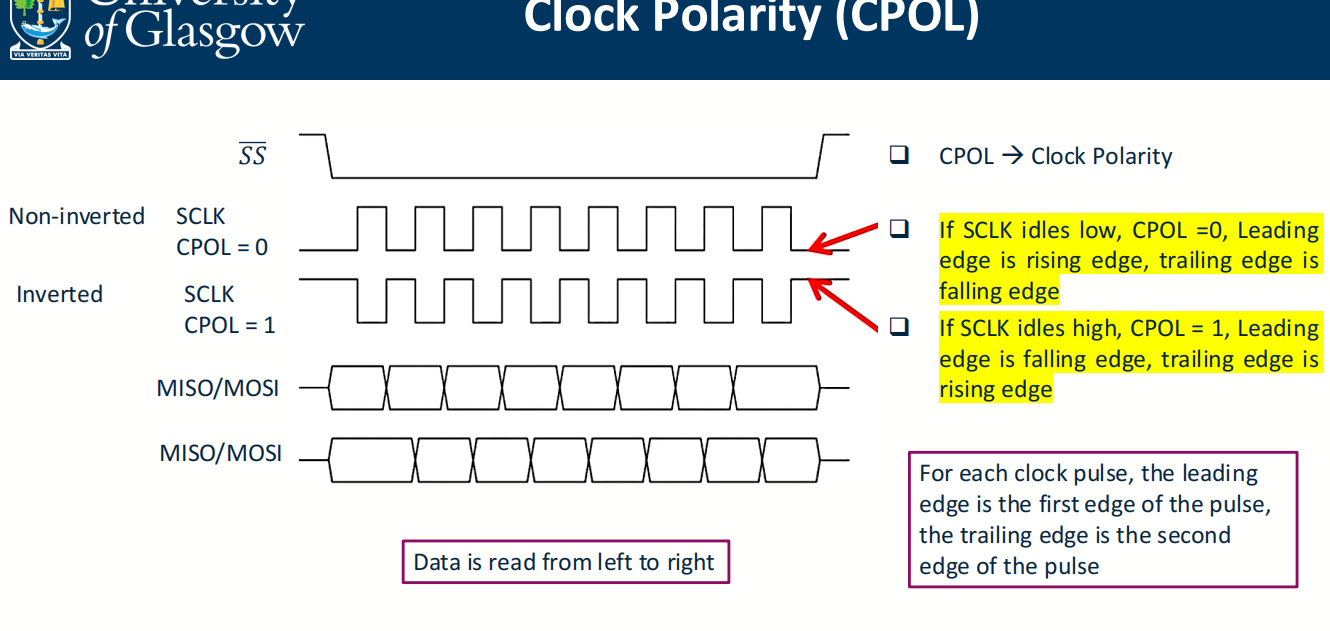 University
of Glasgow
VIA VERITAS VITA
Clock Polarity (CPOL)
SS
Non-inverted SCLK
CPOL = 0
Inverted SCLK
CPOL = 1
MISO/MOSI
MISO/MOSI
❑ CPOL → Clock Polarity
❑ If SCLK idles low, CPOL =0, Leading
edge is rising edge, trailing edge is
falling edge
❑ If SCLK idles high, CPOL = 1, Leading
edge is falling edge, trailing edge is
rising edge
For each clock pulse, the leading
edge is the first edge of the pulse,
the trailing edge is the second
edge of the pulse
Data is read from left to right